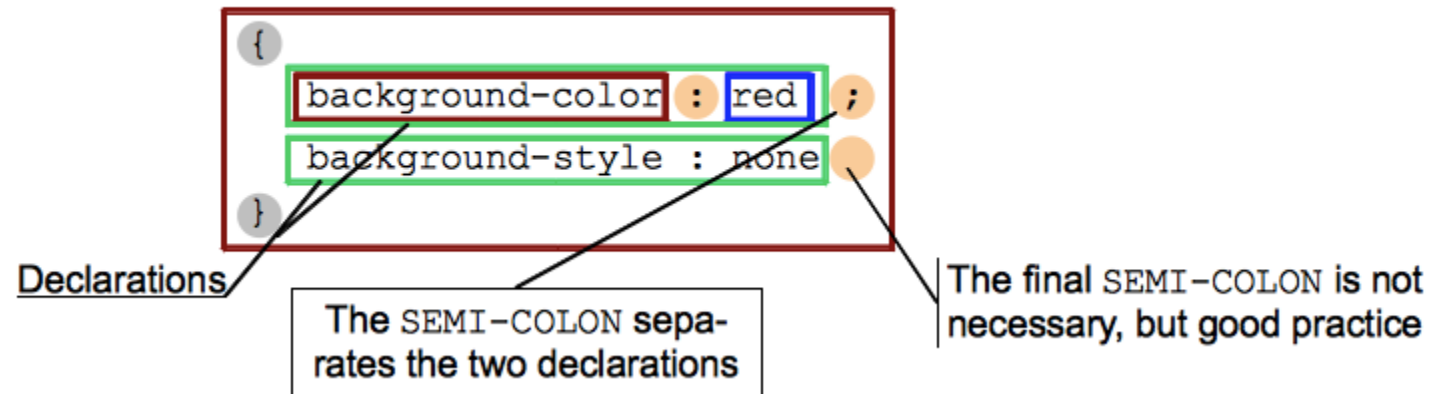 {
background-color : red ;
background-style : none
}
Declarations
The SEMI-COLON sepa-
rates the two declarations
The final SEMI-COLON is not
necessary, but good practice